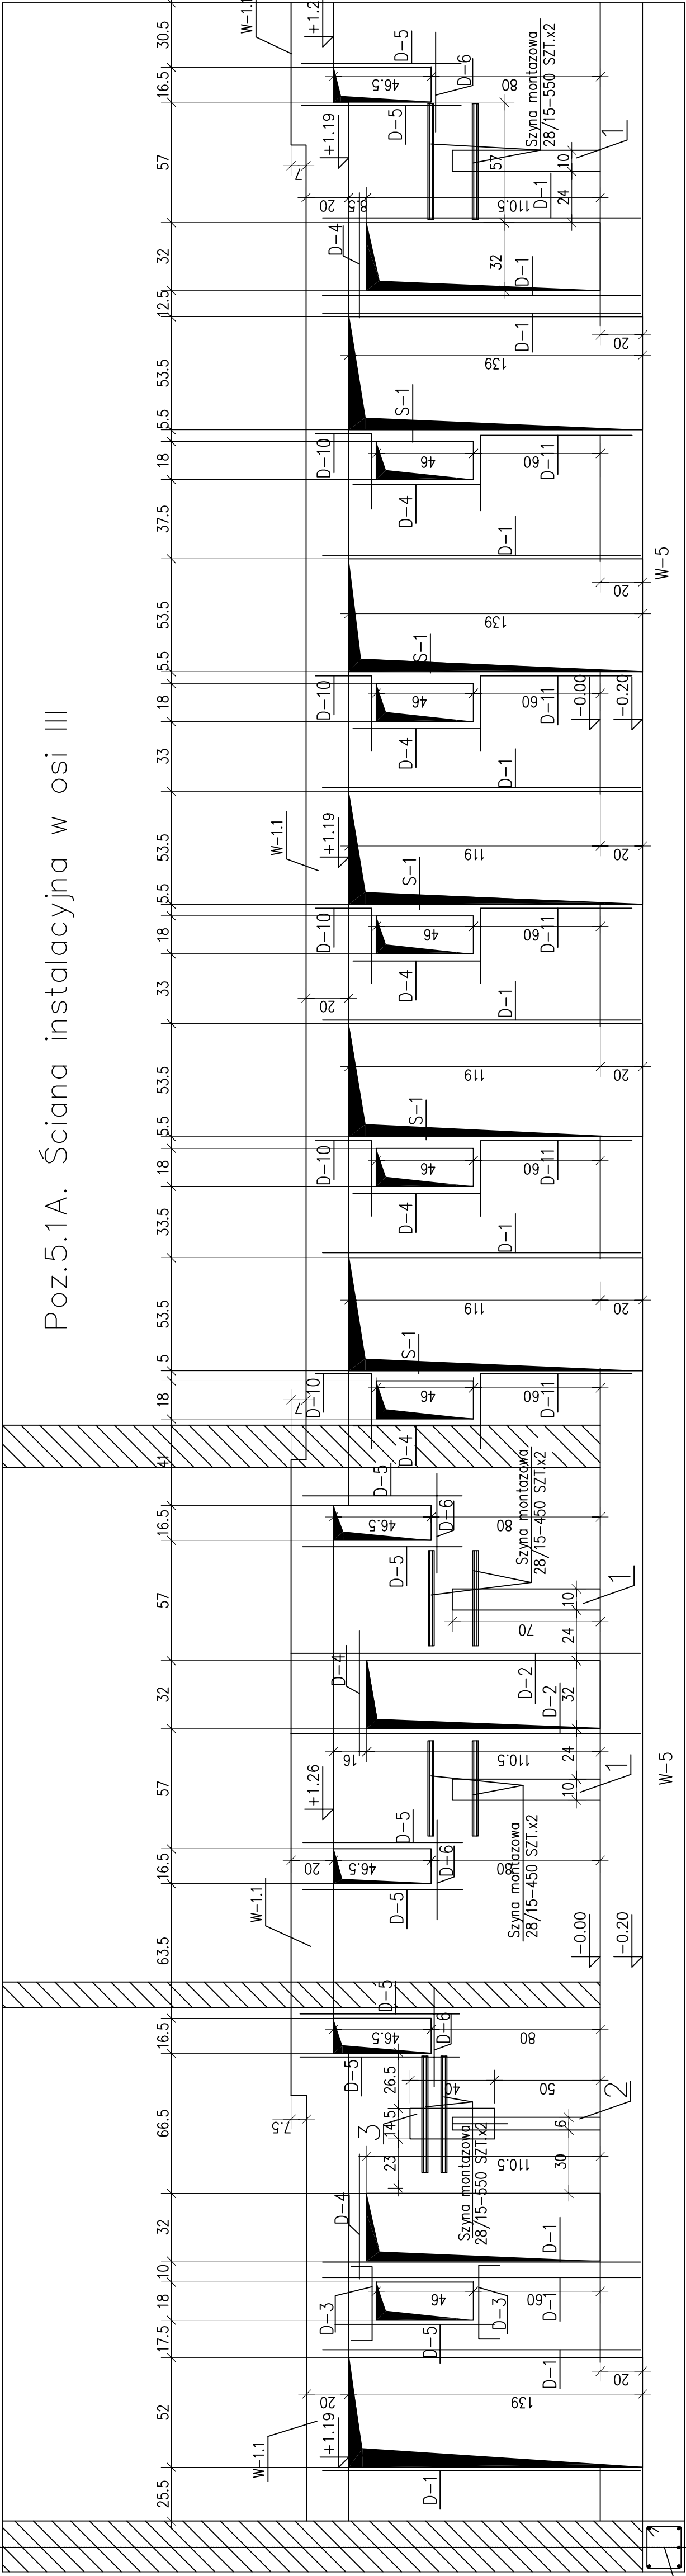 Poz.5.1A. Ściana instalacyjna w osi III
25.5 52 17.5 18 10 32 66.5 16.5 63.5 16.5 57 32 57 16.5 41 18 5 53.5 33.5 18 5.5 53.5 33 18 5.5 53.5 33 18 5.5 53.5 37.5 18 5.5 53.5 12.5 32 57 16.5 30.5
W-1.1 W-1.1 W-1.1 W-1.1
7.5 7 7
20 20 20 20
+1.19 +1.26 +1.19 +1.19 +1.2
D-3 D-4 D-5 D-4 D-10 D-10 D-10 D-10 D-10 D-4
16 8.5
46 46.5 46.5 46.5 46 46 46 46 46 46.5
D-5 D-5 D-5 D-5 D-5 D-5 D-4 D-4 D-4 D-4 D-4 D-5 D-5
S-1 S-1 S-1 S-1 S-1
D-1 D-3 D-6 D-6 D-6 D-6
23 14.5 26.5
3
40
50
Szyna montażowa
28/15-550 SZT.x2
Szyna montażowa
28/15-450 SZT.x2
Szyna montażowa
28/15-450 SZT.x2
Szyna montażowa
28/15-550 SZT.x2
139 119 119 119 139 139
110.5 110.5 110.5
60 60 60 60 60 60
80 80 80 80
70
32 57
D-1 D-1 D-1 D-2 D-2 D-1 D-1 D-1 D-1 D-1 D-1 D-1
D-11 D-11 D-11 D-11 D-11
30 6 10 24 32 24 10 24 10
2 1 1 1
-0.00 -0.00
20 20 20 20 20 20
-0.20 -0.20
W-5 W-5